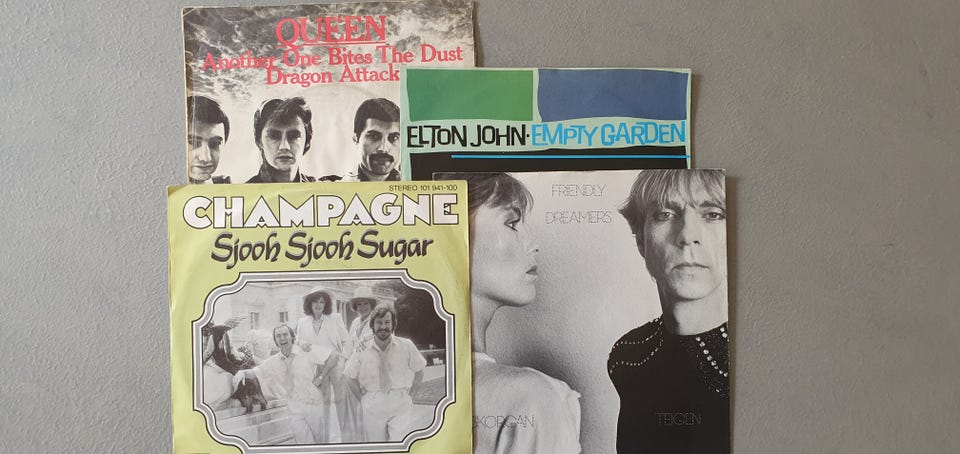 QUEEN
Another One Bites The Dust
Dragon Attack
ELTON JOHN·EMPTY GARDEN
STEREO 101 941-100
CHAMPAGNE
Sjooh Sjooh Sugar
FRIENDLY
DREAMERS
TEIGEN